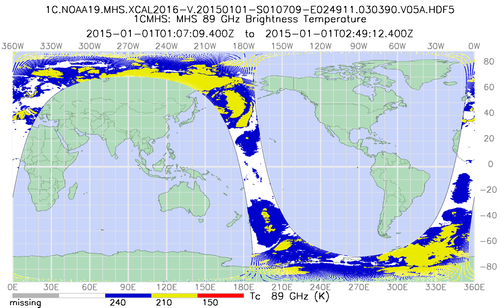 1C.NOAA19.MHS.XCAL2016-V.20150101-S010709-E024911.030390.V05A.HDF5
1CMHS: MHS 89 GHz Brightness Temperature
2015-01-01T01:07:09.400Z to 2015-01-01T02:49:12.400Z
360W 330W 300W 270W 240W 210W 180W 150W 120W 90W 60W 30W 0W
80
60
40
20
0
-20
-40
-60
-80
0E 30E 60E 90E 120E 150E 180E 210E 240E 270E 300E 330E 360E
missing 240 210 150 Tc 89 GHz (K)